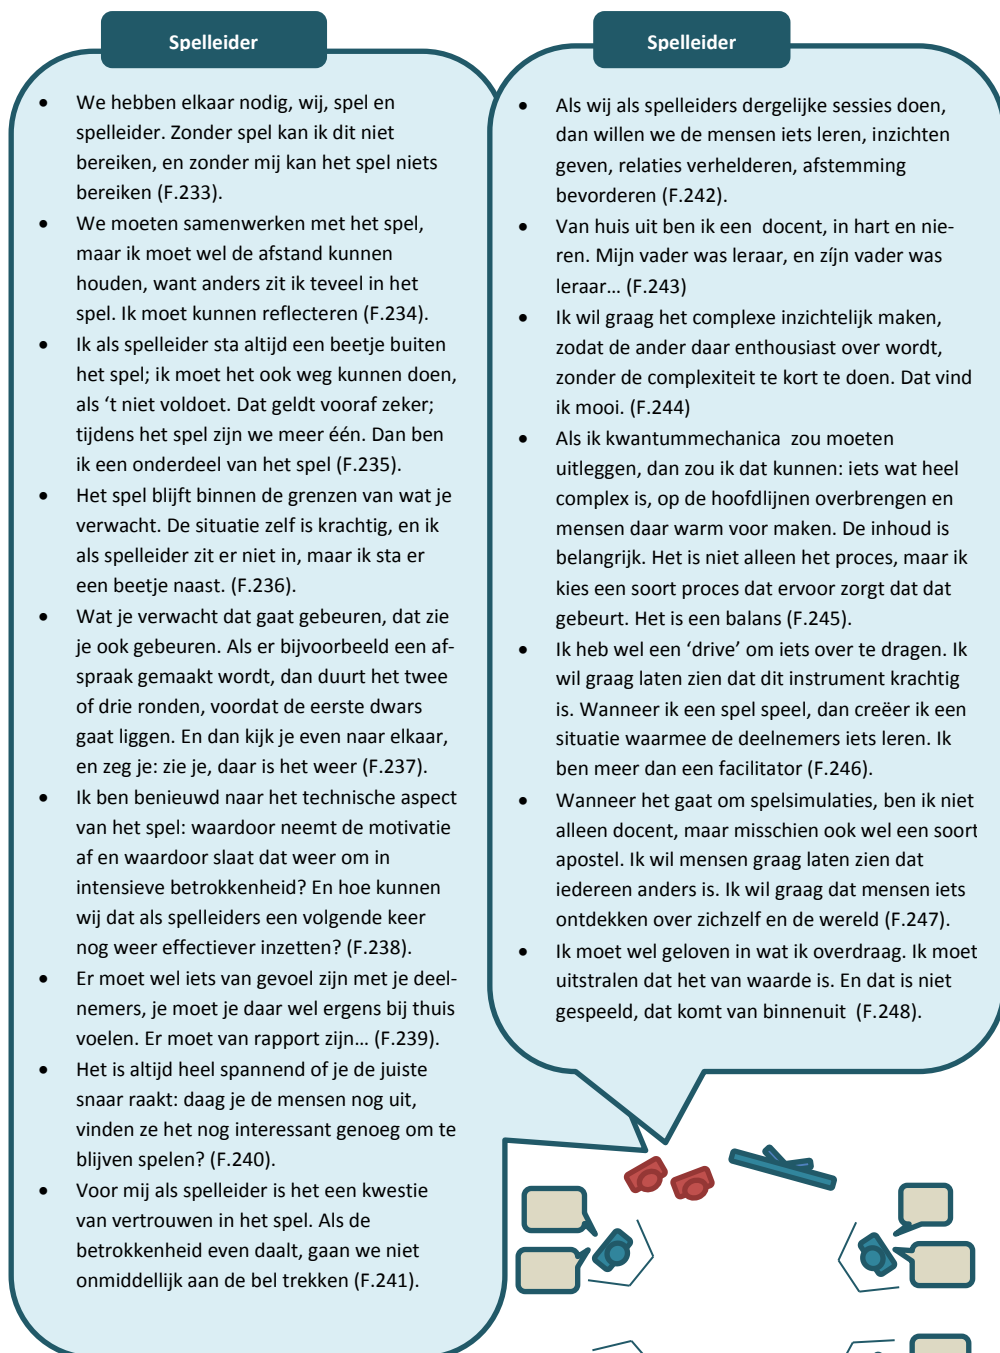 Spelleider
• We hebben elkaar nodig, wij, spel en
spelleider. Zonder spel kan ik dit niet
bereiken, en zonder mij kan het spel niets
bereiken (F.233).
• We moeten samenwerken met het spel,
maar ik moet wel de afstand kunnen
houden, want anders zit ik teveel in het
spel. Ik moet kunnen reflecteren (F.234).
• Ik als spelleider sta altijd een beetje buiten
het spel; ik moet het ook weg kunnen doen,
als ‘t niet voldoet. Dat geldt vooraf zeker;
tijdens het spel zijn we meer één. Dan ben
ik een onderdeel van het spel (F.235).
• Het spel blijft binnen de grenzen van wat je
verwacht. De situatie zelf is krachtig, en ik
als spelleider zit er niet in, maar ik sta er
een beetje naast. (F.236).
• Wat je verwacht dat gaat gebeuren, dat zie
je ook gebeuren. Als er bijvoorbeeld een af-
spraak gemaakt wordt, dan duurt het twee
of drie ronden, voordat de eerste dwars
gaat liggen. En dan kijk je even naar elkaar,
en zeg je: zie je, daar is het weer (F.237).
• Ik ben benieuwd naar het technische aspect
van het spel: waardoor neemt de motivatie
af en waardoor slaat dat weer om in
intensieve betrokkenheid? En hoe kunnen
wij dat als spelleiders een volgende keer
nog weer effectiever inzetten? (F.238).
• Er moet wel iets van gevoel zijn met je deel-
nemers, je moet je daar wel ergens bij thuis
voelen. Er moet van rapport zijn… (F.239).
• Het is altijd heel spannend of je de juiste
snaar raakt: daag je de mensen nog uit,
vinden ze het nog interessant genoeg om te
blijven spelen? (F.240).
• Voor mij als spelleider is het een kwestie
van vertrouwen in het spel. Als de
betrokkenheid even daalt, gaan we niet
onmiddellijk aan de bel trekken (F.241).
Spelleider
• Als wij als spelleiders dergelijke sessies doen,
dan willen we de mensen iets leren, inzichten
geven, relaties verhelderen, afstemming
bevorderen (F.242).
• Van huis uit ben ik een docent, in hart en nie-
ren. Mijn vader was leraar, en zíjn vader was
leraar… (F.243)
• Ik wil graag het complexe inzichtelijk maken,
zodat de ander daar enthousiast over wordt,
zonder de complexiteit te kort te doen. Dat vind
ik mooi. (F.244)
• Als ik kwantummechanica zou moeten
uitleggen, dan zou ik dat kunnen: iets wat heel
complex is, op de hoofdlijnen overbrengen en
mensen daar warm voor maken. De inhoud is
belangrijk. Het is niet alleen het proces, maar ik
kies een soort proces dat ervoor zorgt dat dat
gebeurt. Het is een balans (F.245).
• Ik heb wel een ‘drive’ om iets over te dragen. Ik
wil graag laten zien dat dit instrument krachtig
is. Wanneer ik een spel speel, dan creëer ik een
situatie waarmee de deelnemers iets leren. Ik
ben meer dan een facilitator (F.246).
• Wanneer het gaat om spelsimulaties, ben ik niet
alleen docent, maar misschien ook wel een soort
apostel. Ik wil mensen graag laten zien dat
iedereen anders is. Ik wil graag dat mensen iets
ontdekken over zichzelf en de wereld (F.247).
• Ik moet wel geloven in wat ik overdraag. Ik moet
uitstralen dat het van waarde is. En dat is niet
gespeeld, dat komt van binnenuit (F.248).